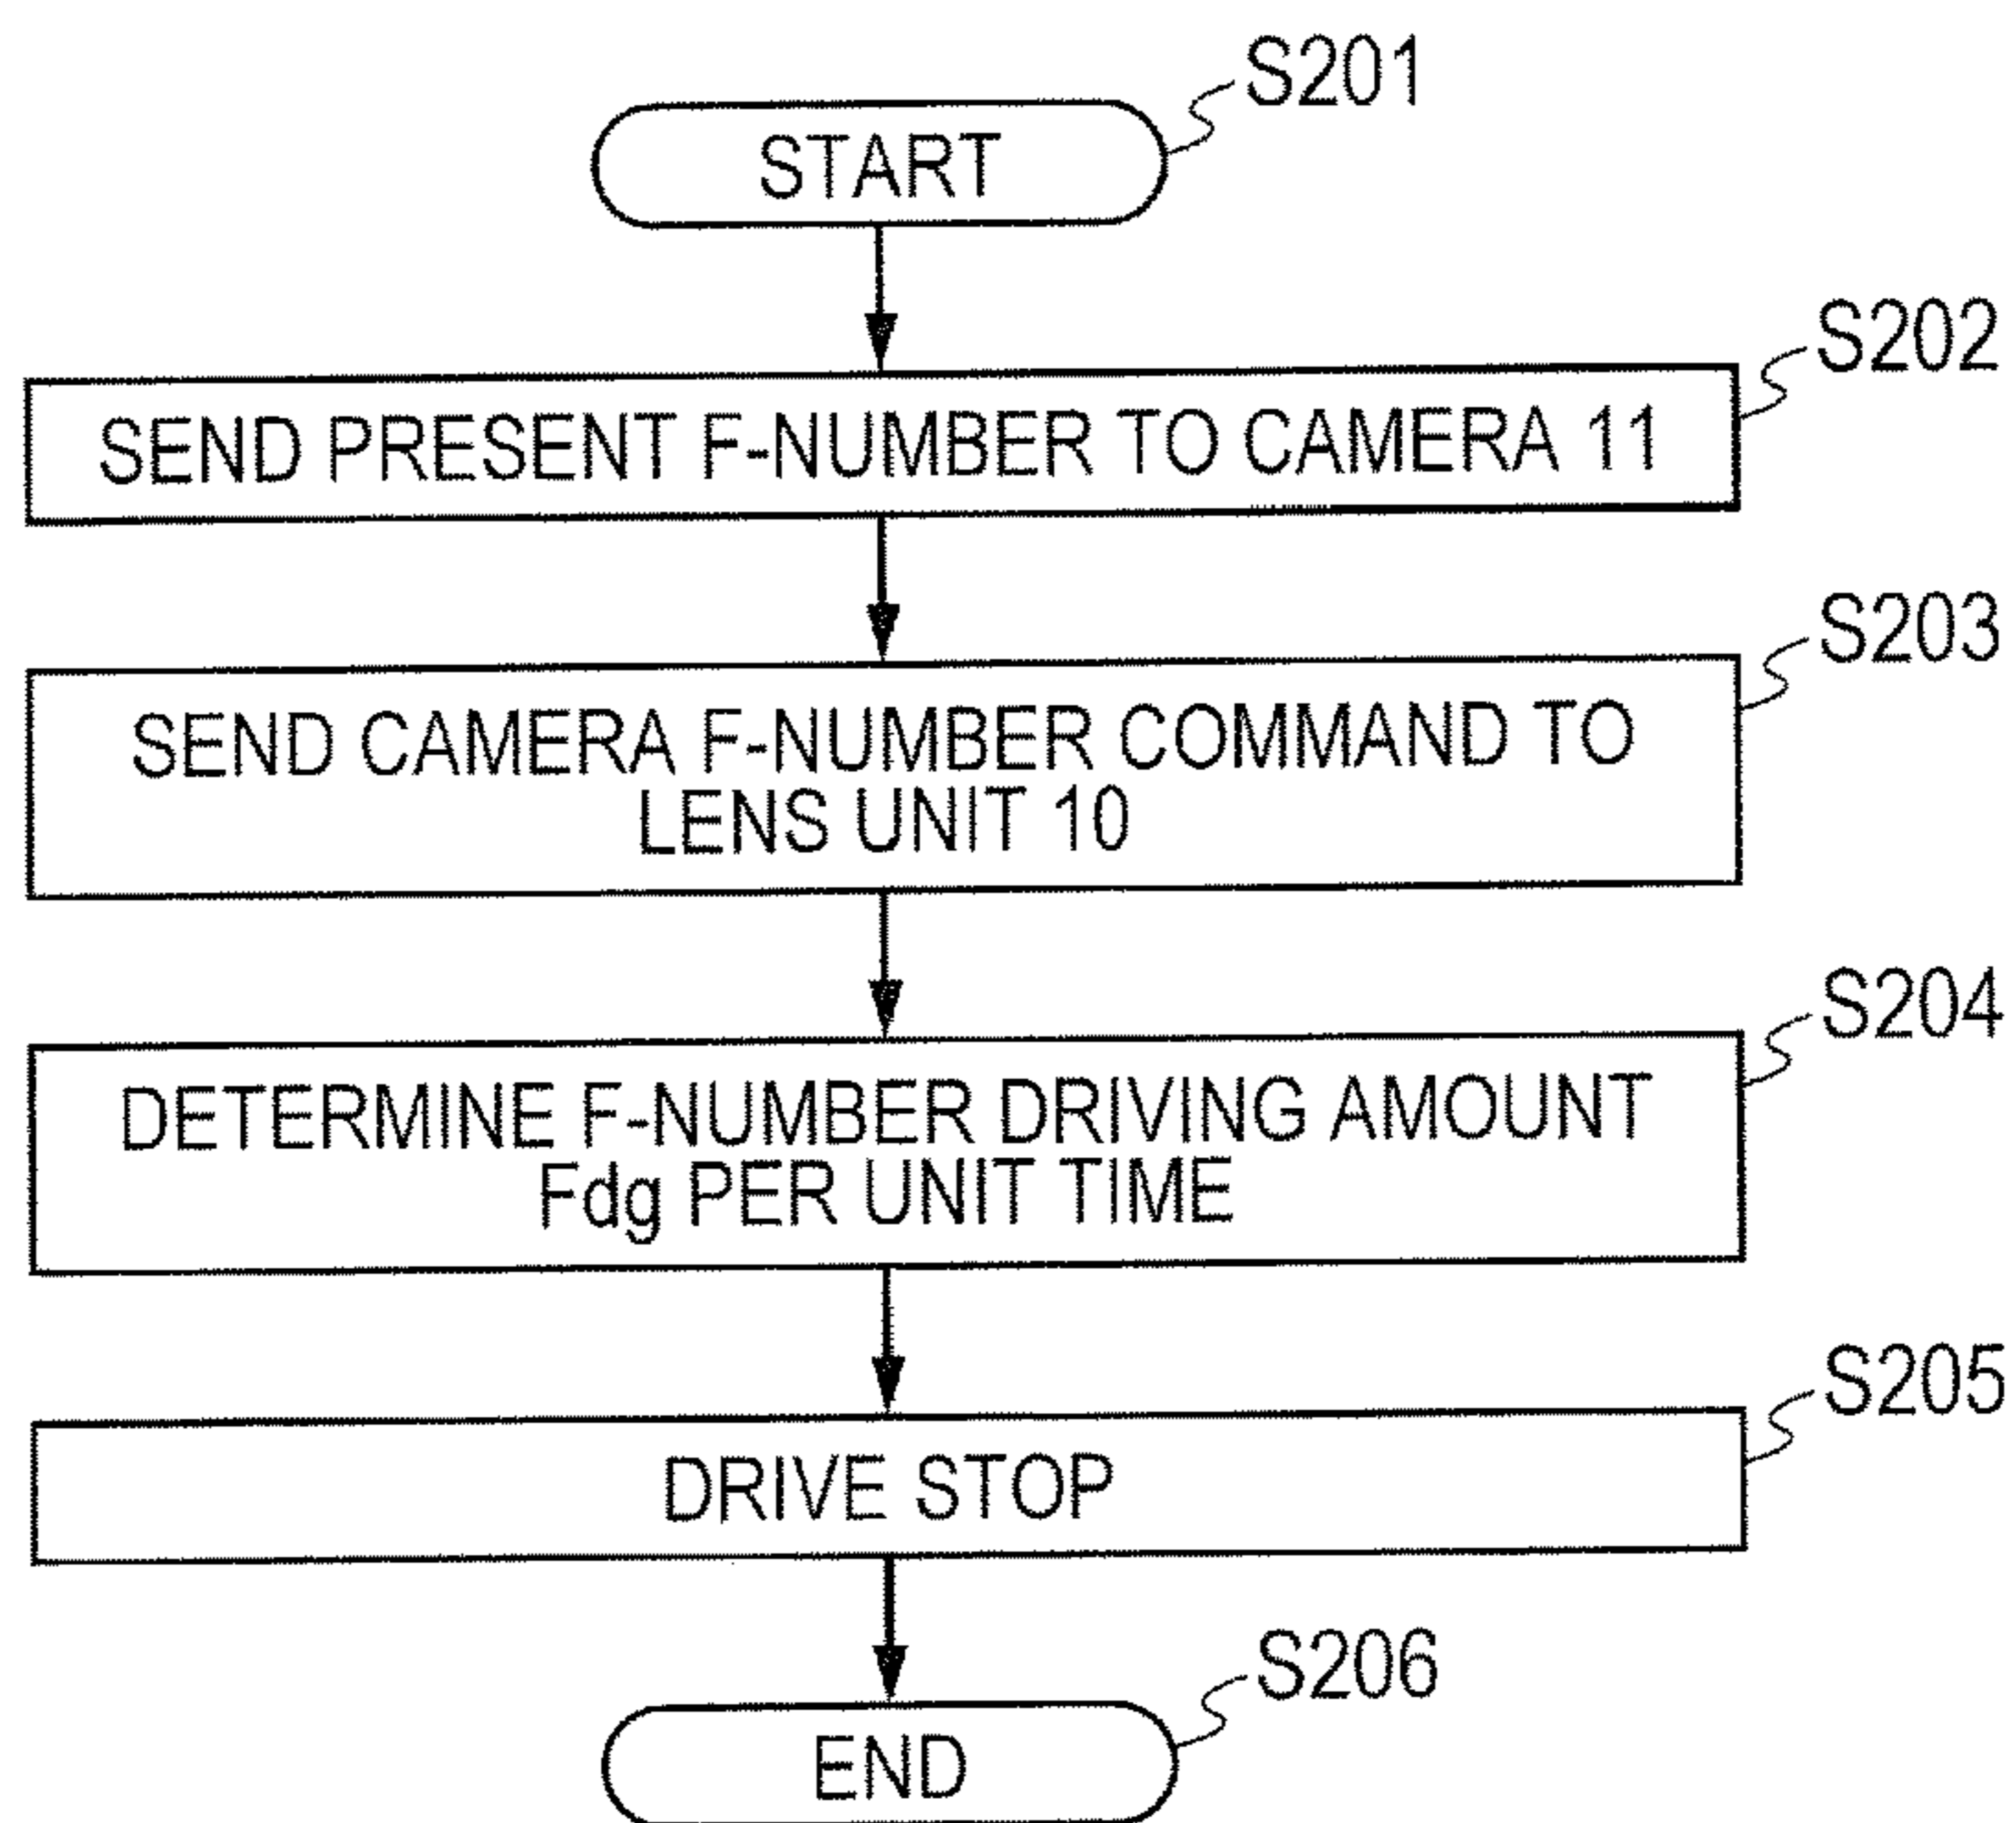 S201
START
S202
SEND PRESENT F-NUMBER TO CAMERA 11
S203
SEND CAMERA F-NUMBER COMMAND TO
LENS UNIT 10
S204
DETERMINE F-NUMBER DRIVING AMOUNT
Fdg PER UNIT TIME
S205
DRIVE STOP
S206
END